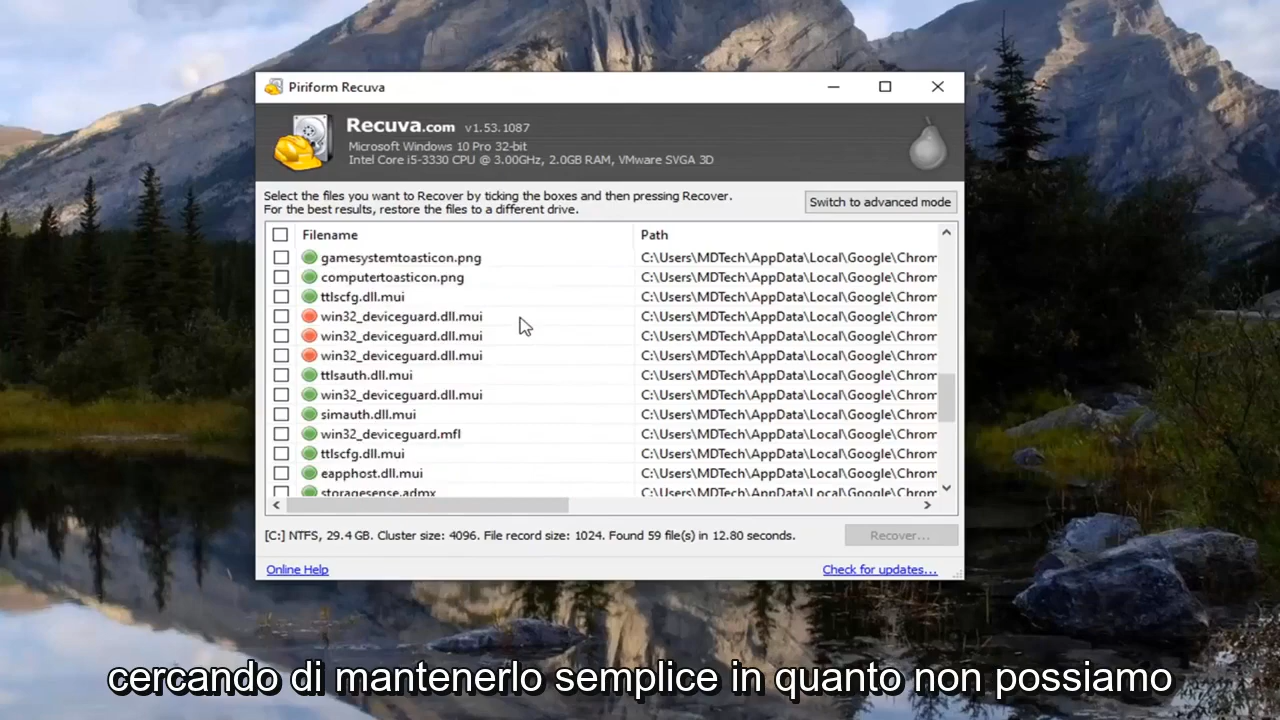 Piriform Recuva
Recuva.com v1.53.1087
Microsoft Windows 10 Pro 32-bit
Intel Core i5-3330 CPU @ 3.00GHz, 2.0GB RAM, VMware SVGA 3D
Select the files you want to Recover by ticking the boxes and then pressing Recover.
For the best results, restore the files to a different drive.
Switch to advanced mode
Filename Path
gamesystemtoasticon.png C:\Users\MDTech\AppData\Local\Google\Chrom
computertoasticon.png C:\Users\MDTech\AppData\Local\Google\Chrom
ttlscfg.dll.mui C:\Users\MDTech\AppData\Local\Google\Chrom
win32_deviceguard.dll.mui C:\Users\MDTech\AppData\Local\Google\Chrom
win32_deviceguard.dll.mui C:\Users\MDTech\AppData\Local\Google\Chrom
win32_deviceguard.dll.mui C:\Users\MDTech\AppData\Local\Google\Chrom
ttlsauth.dll.mui C:\Users\MDTech\AppData\Local\Google\Chrom
win32_deviceguard.dll.mui C:\Users\MDTech\AppData\Local\Google\Chrom
simauth.dll.mui C:\Users\MDTech\AppData\Local\Google\Chrom
win32_deviceguard.mfl C:\Users\MDTech\AppData\Local\Google\Chrom
ttlscfg.dll.mui C:\Users\MDTech\AppData\Local\Google\Chrom
eapphost.dll.mui C:\Users\MDTech\AppData\Local\Google\Chrom
storagesense.admx C:\Users\MDTech\AppData\Local\Google\Chrom
[C:] NTFS, 29.4 GB. Cluster size: 4096. File record size: 1024. Found 59 file(s) in 12.80 seconds.
Recover...
Online Help Check for updates...
cercando di mantenerlo semplice in quanto non possiamo